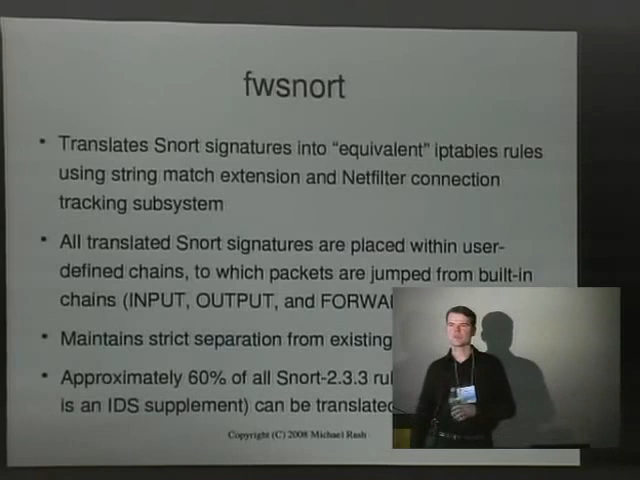 fwsnort
• Translates Snort signatures into “equivalent” iptables rules
using string match extension and Netfilter connection
tracking subsystem
• All translated Snort signatures are placed within user-
defined chains, to which packets are jumped from built-in
chains (INPUT, OUTPUT, and FORWA
• Maintains strict separation from existing
• Approximately 60% of all Snort-2.3.3 rul
is an IDS supplement) can be translated
Copyright (C) 2008 Michael Rash